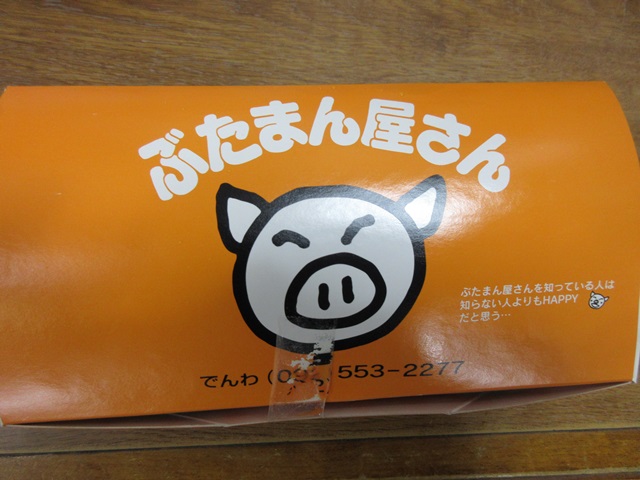 ぶたまん屋さん
ぶたまん屋さんを知っている人は
知らない人よりもHAPPY
だと思う…
でんわ 553-2277